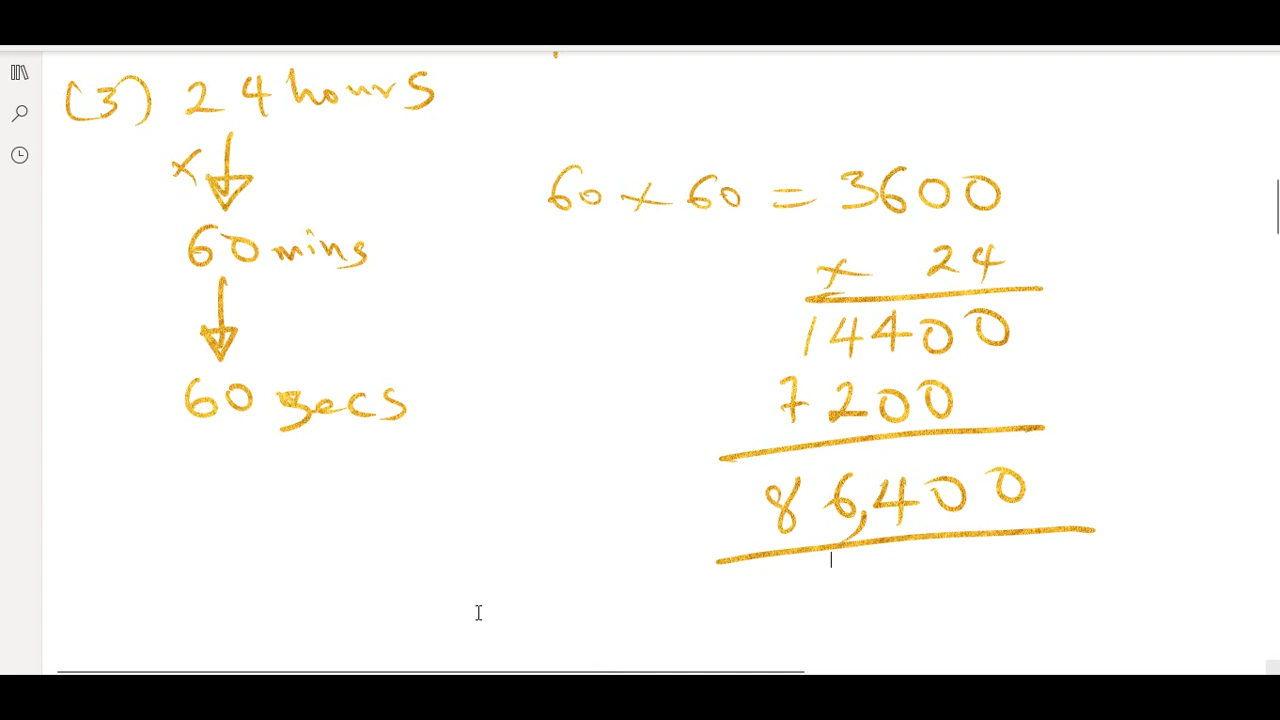 (3) 24 hours
×
60 mins
60 secs
60 × 60 = 3600
× 24
14400
7200
86,400